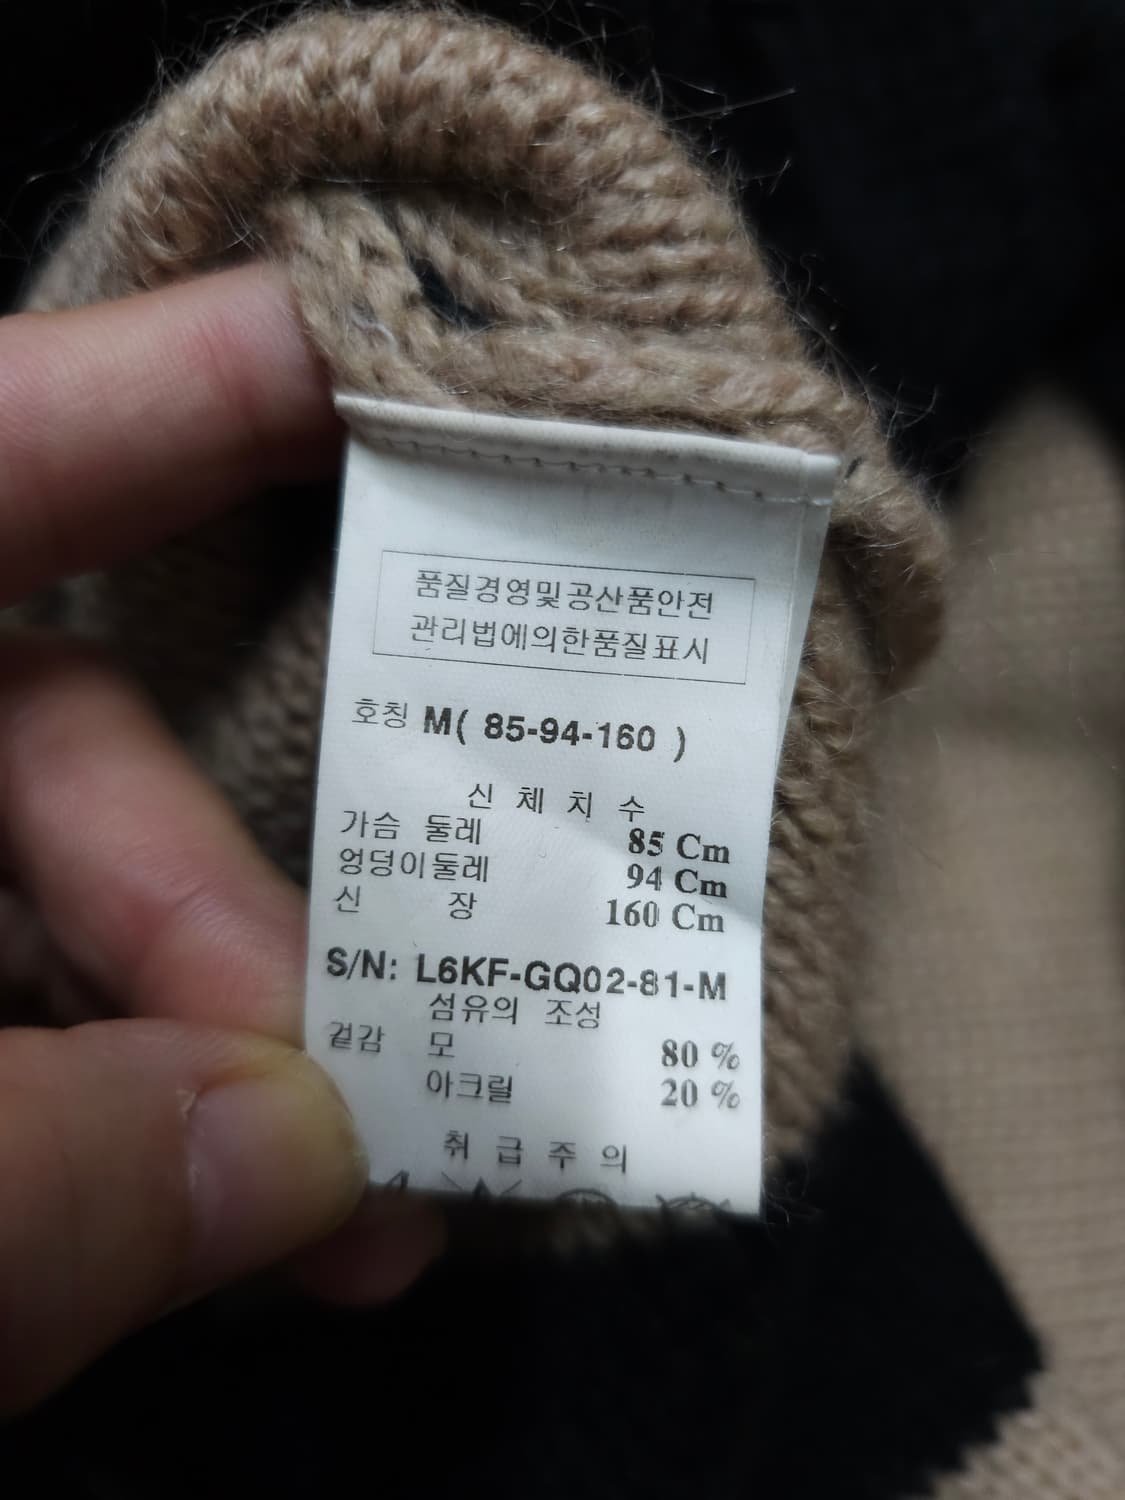 품질경영및공산품안전
관리법에의한품질표시
호칭 M( 85-94-160 )
신 체 치 수
가슴 둘레 85 Cm
엉덩이둘레 94 Cm
신 장 160 Cm
S/N: L6KF-GQ02-81-M
섬유의 조성
겉감 모 80 %
아크릴 20 %
취 급 주 의